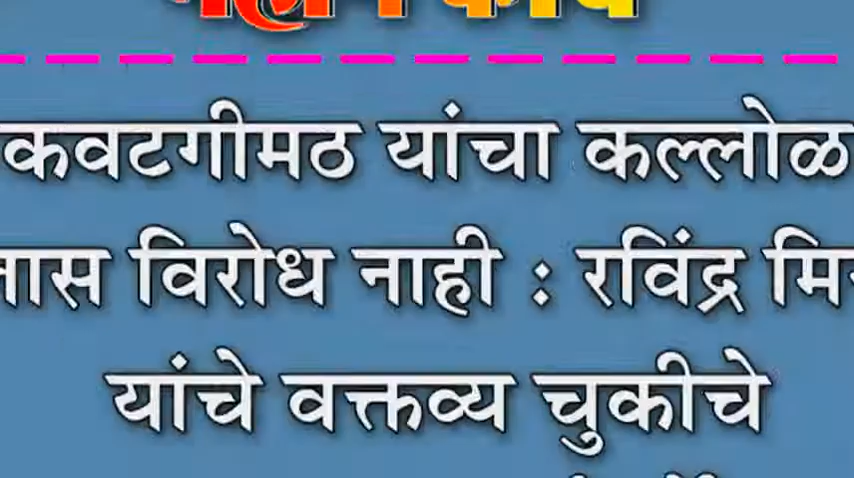 कवटगीमठ यांचा कल्लोळ
विरोध नाही : रविंद्र
यांचे वक्तव्य चुकीचे